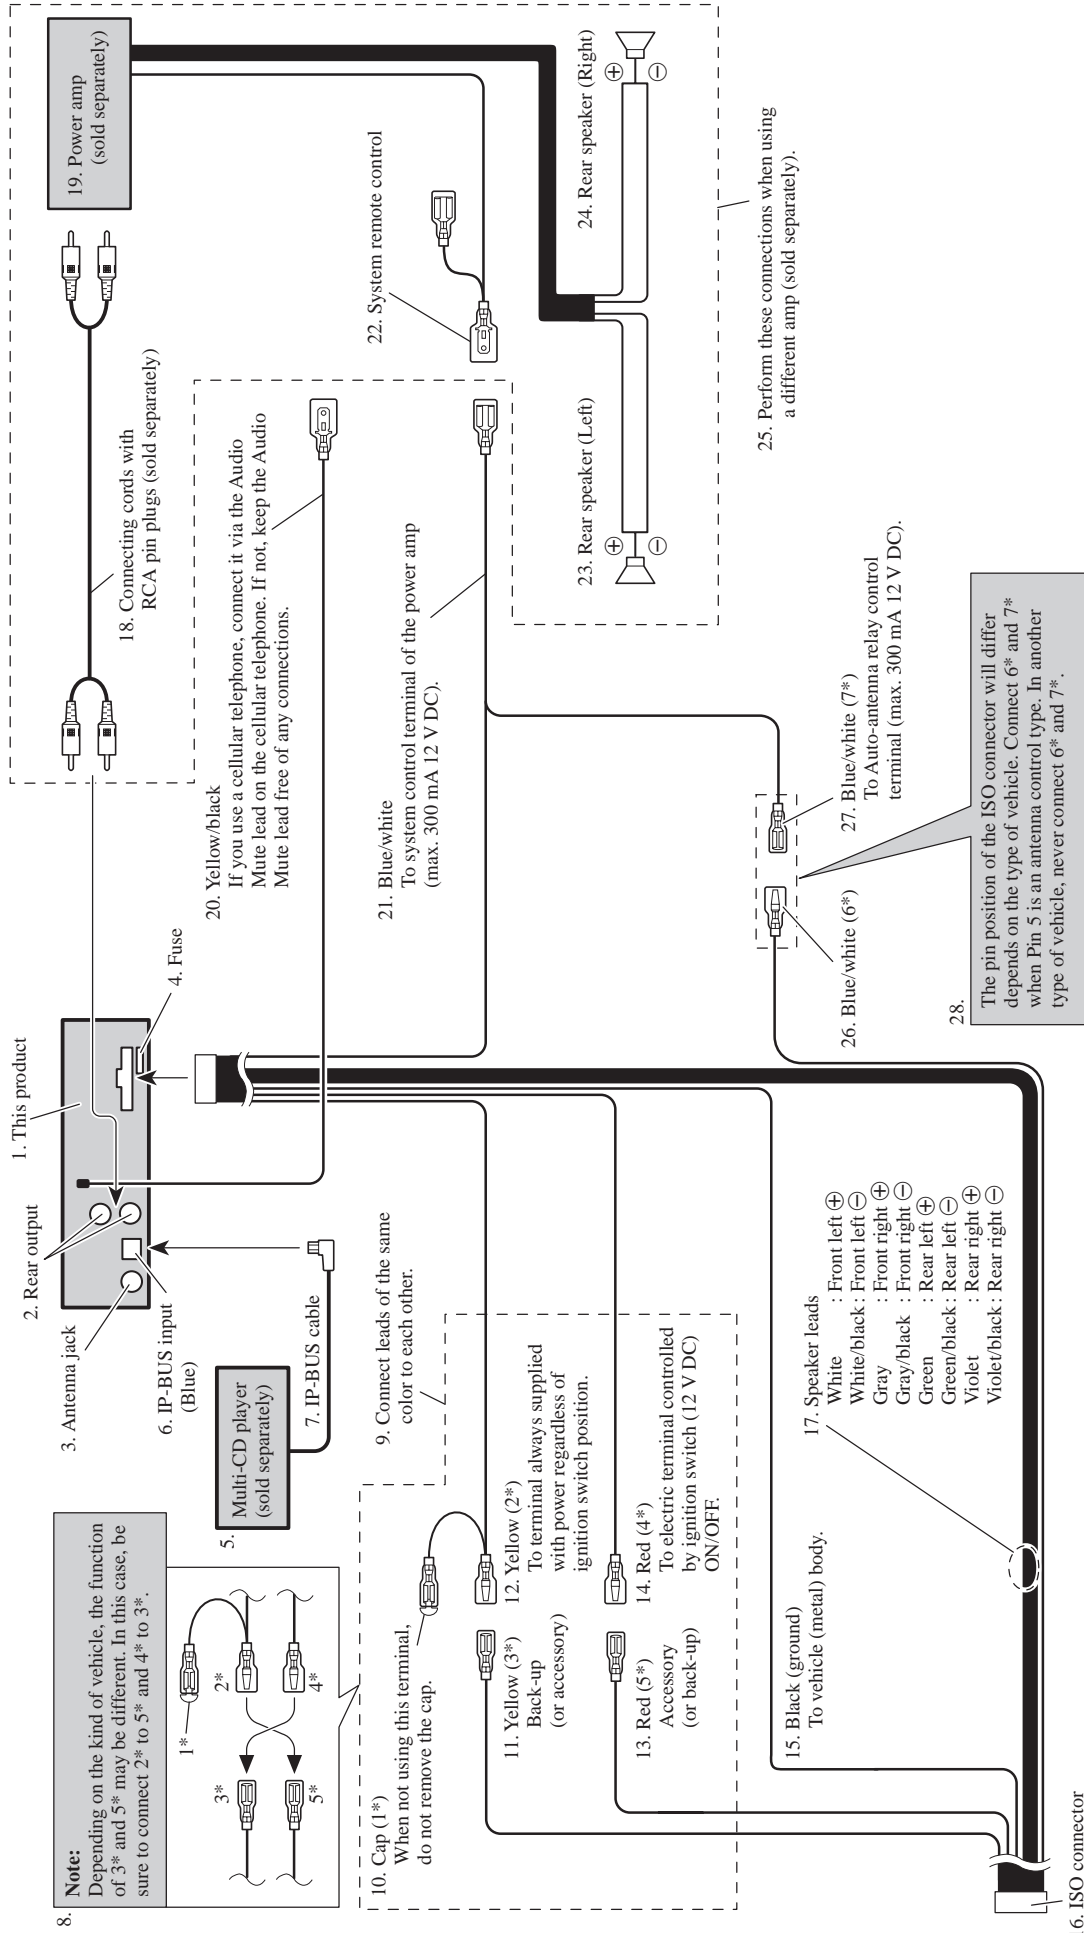 1. This product
2. Rear output
3. Antenna jack
4. Fuse
5.
Multi-CD player
(sold separately)
6. IP-BUS input
(Blue)
7. IP-BUS cable
8.
Note:
Depending on the kind of vehicle, the function
of 3* and 5* may be different. In this case, be
sure to connect 2* to 5* and 4* to 3*.
1*
2*
3*
4*
5*
9. Connect leads of the same
color to each other.
10. Cap (1*)
When not using this terminal,
do not remove the cap.
11. Yellow (3*)
Back-up
(or accessory)
12. Yellow (2*)
To terminal always supplied
with power regardless of
ignition switch position.
13. Red (5*)
Accessory
(or back-up)
14. Red (4*)
To electric terminal controlled
by ignition switch (12 V DC)
ON/OFF.
15. Black (ground)
To vehicle (metal) body.
16. ISO connector
17. Speaker leads
White : Front left ⊕
White/black : Front left ⊖
Gray : Front right ⊕
Gray/black : Front right ⊖
Green : Rear left ⊕
Green/black : Rear left ⊖
Violet : Rear right ⊕
Violet/black : Rear right ⊖
18. Connecting cords with
RCA pin plugs (sold separately)
19. Power amp
(sold separately)
20. Yellow/black
If you use a cellular telephone, connect it via the Audio
Mute lead on the cellular telephone. If not, keep the Audio
Mute lead free of any connections.
21. Blue/white
To system control terminal of the power amp
(max. 300 mA 12 V DC).
22. System remote control
23. Rear speaker (Left)
⊕
⊖
24. Rear speaker (Right)
⊕
⊖
25. Perform these connections when using
a different amp (sold separately).
26. Blue/white (6*)
27. Blue/white (7*)
To Auto-antenna relay control
terminal (max. 300 mA 12 V DC).
28.
The pin position of the ISO connector will differ
depends on the type of vehicle. Connect 6* and 7*
when Pin 5 is an antenna control type. In another
type of vehicle, never connect 6* and 7*.